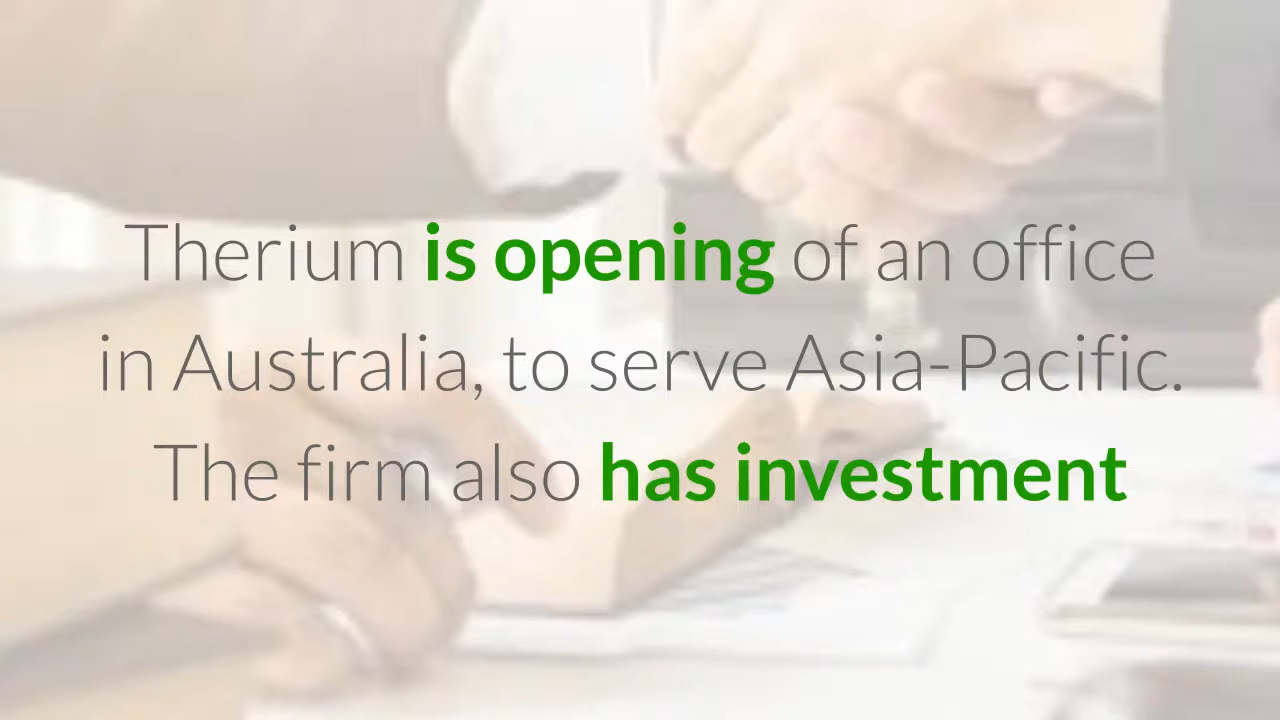 Therium is opening of an office
in Australia, to serve Asia-Pacific.
The firm also has investment